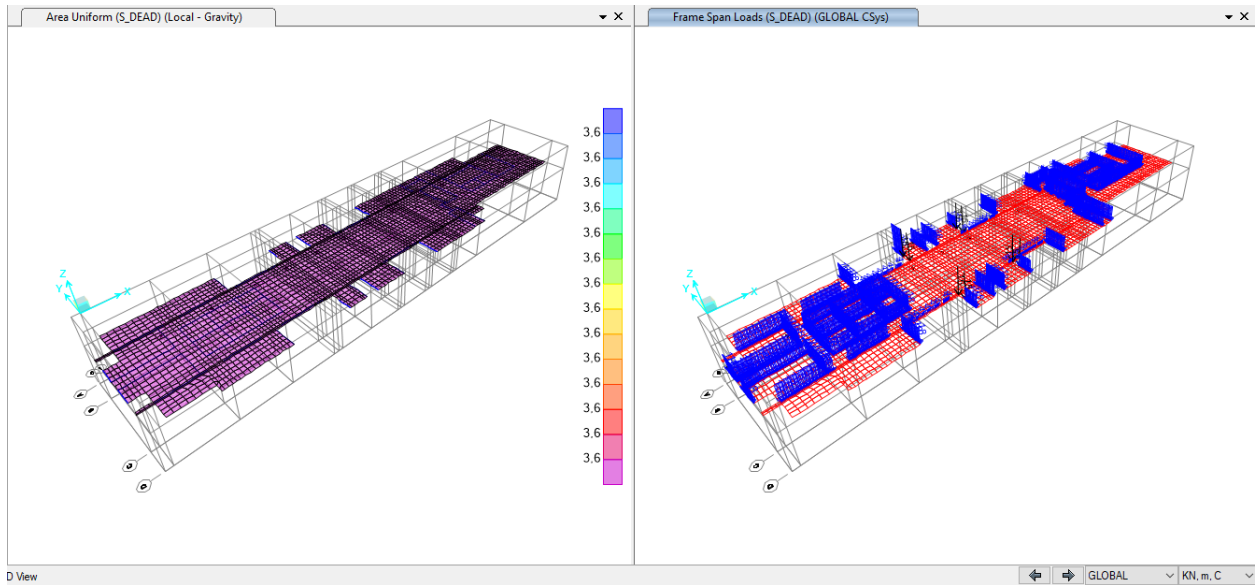 Area Uniform (S_DEAD) (Local - Gravity)
Frame Span Loads (S_DEAD) (GLOBAL CSys)
3.6
3.6
3.6
3.6
3.6
3.6
3.6
3.6
3.6
3.6
3.6
3.6
3.6
3.6
Z
Y
X
Z
Y
X
D View
GLOBAL
KN, m, C